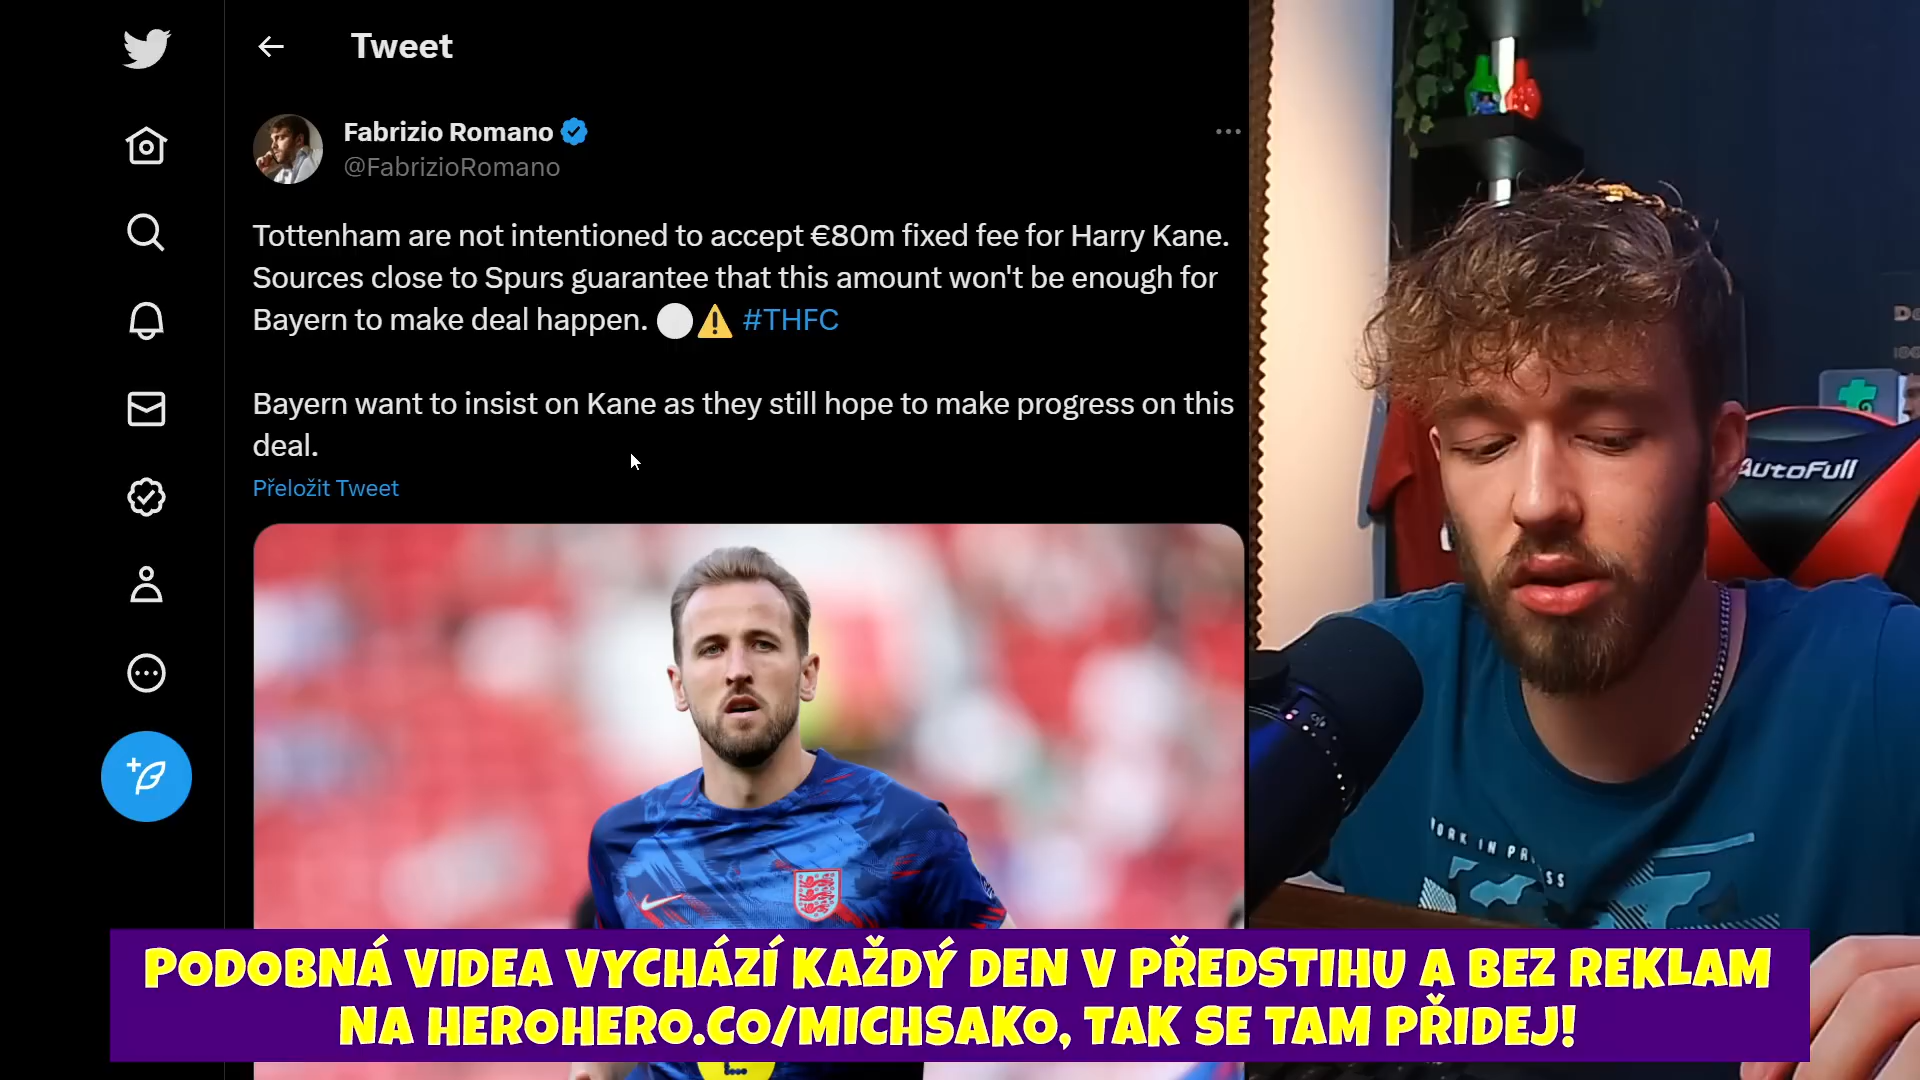 Tweet
Fabrizio Romano
@FabrizioRomano
Tottenham are not intentioned to accept €80m fixed fee for Harry Kane.
Sources close to Spurs guarantee that this amount won't be enough for
Bayern to make deal happen. ⚪⚠️ #THFC
Bayern want to insist on Kane as they still hope to make progress on this
deal.
Přeložit Tweet
AutoFull
PODOBNÁ VIDEA VYCHÁZÍ KAŽDÝ DEN V PŘEDSTIHU A BEZ REKLAM
NA HEROHERO.CO/MICHSAKO, TAK SE TAM PŘIDEJ!